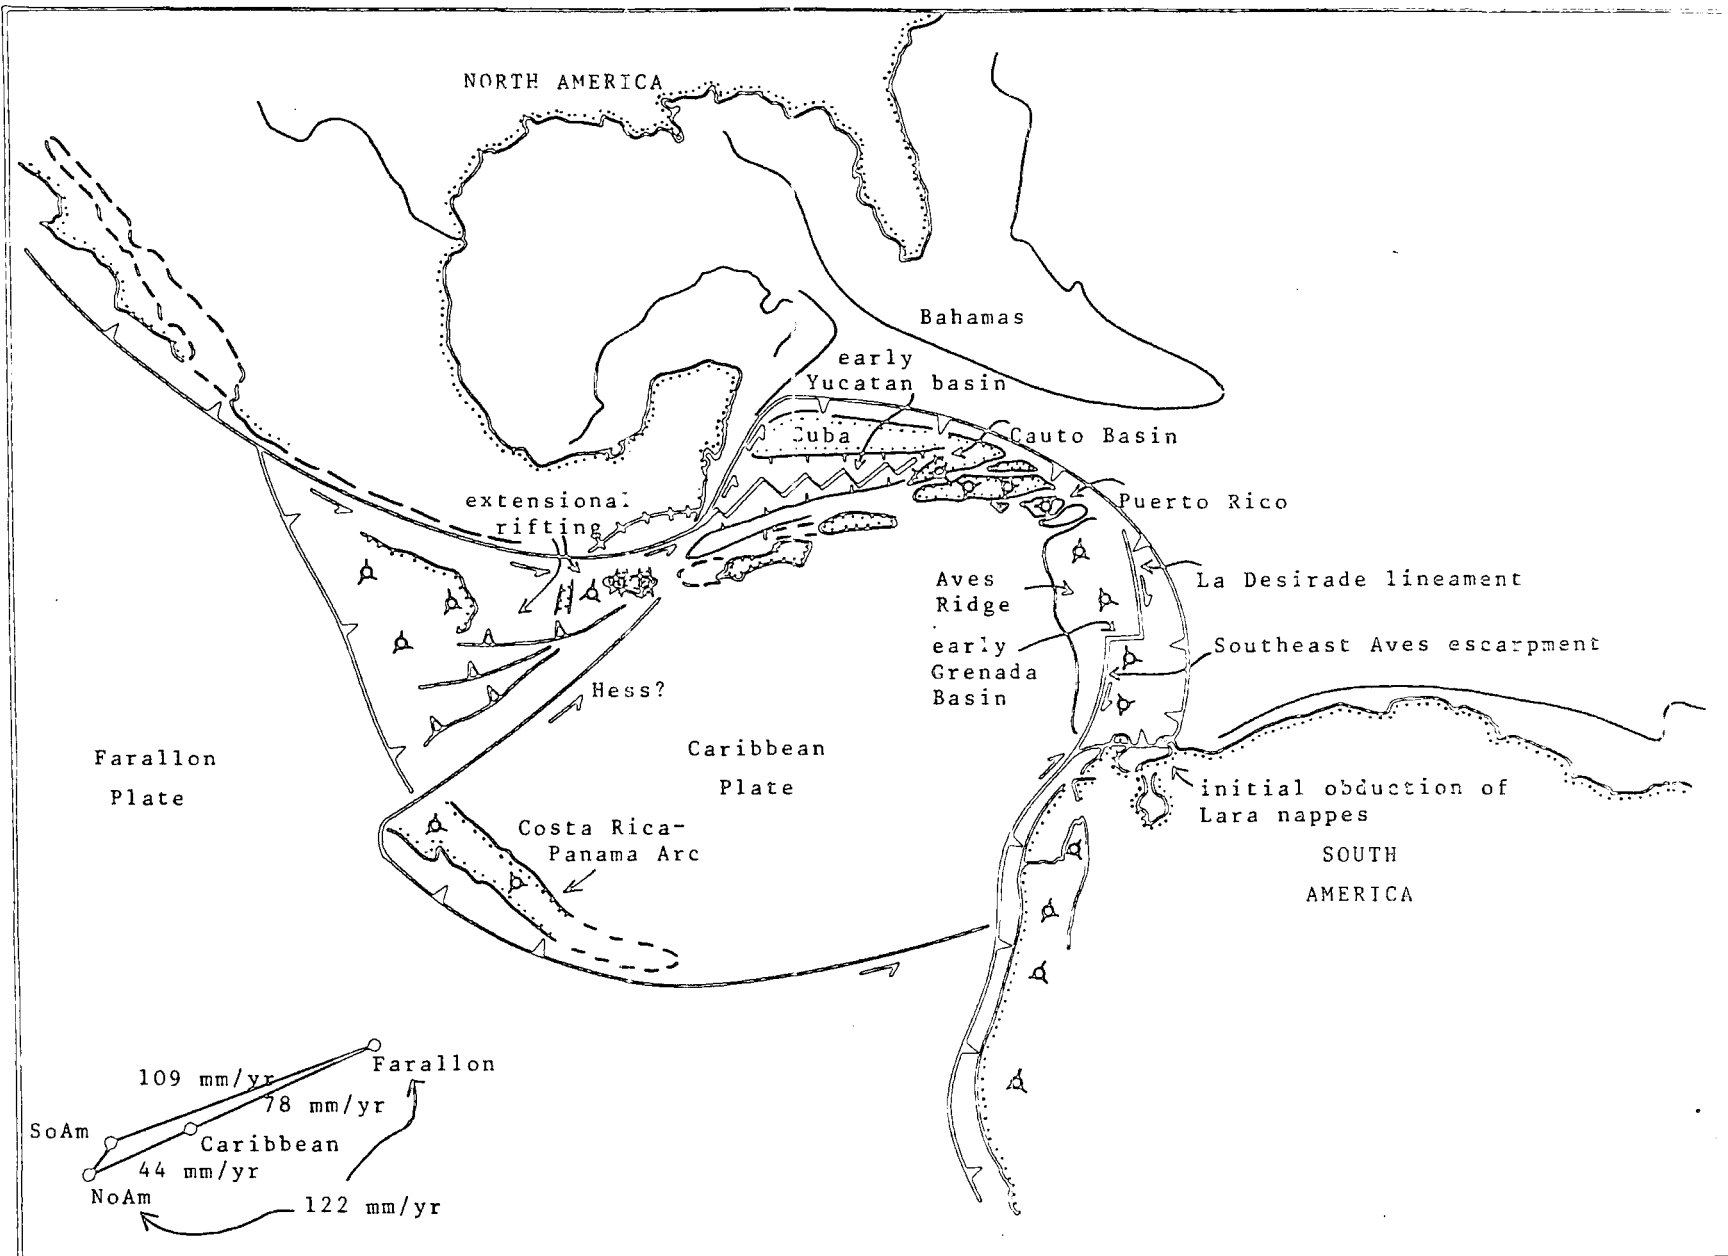 NORTH AMERICA
Bahamas
early
Yucatan basin
Cuba
Cauto Basin
extensional
rifting
Puerto Rico
Aves
Ridge
La Desirade lineament
early
Grenada
Basin
Southeast Aves escarpment
Hess?
Farallon
Plate
Caribbean
Plate
initial obduction of
Lara nappes
Costa Rica-
Panama Arc
SOUTH
AMERICA
Farallon
109 mm/yr
78 mm/yr
SoAm
Caribbean
44 mm/yr
NoAm
122 mm/yr